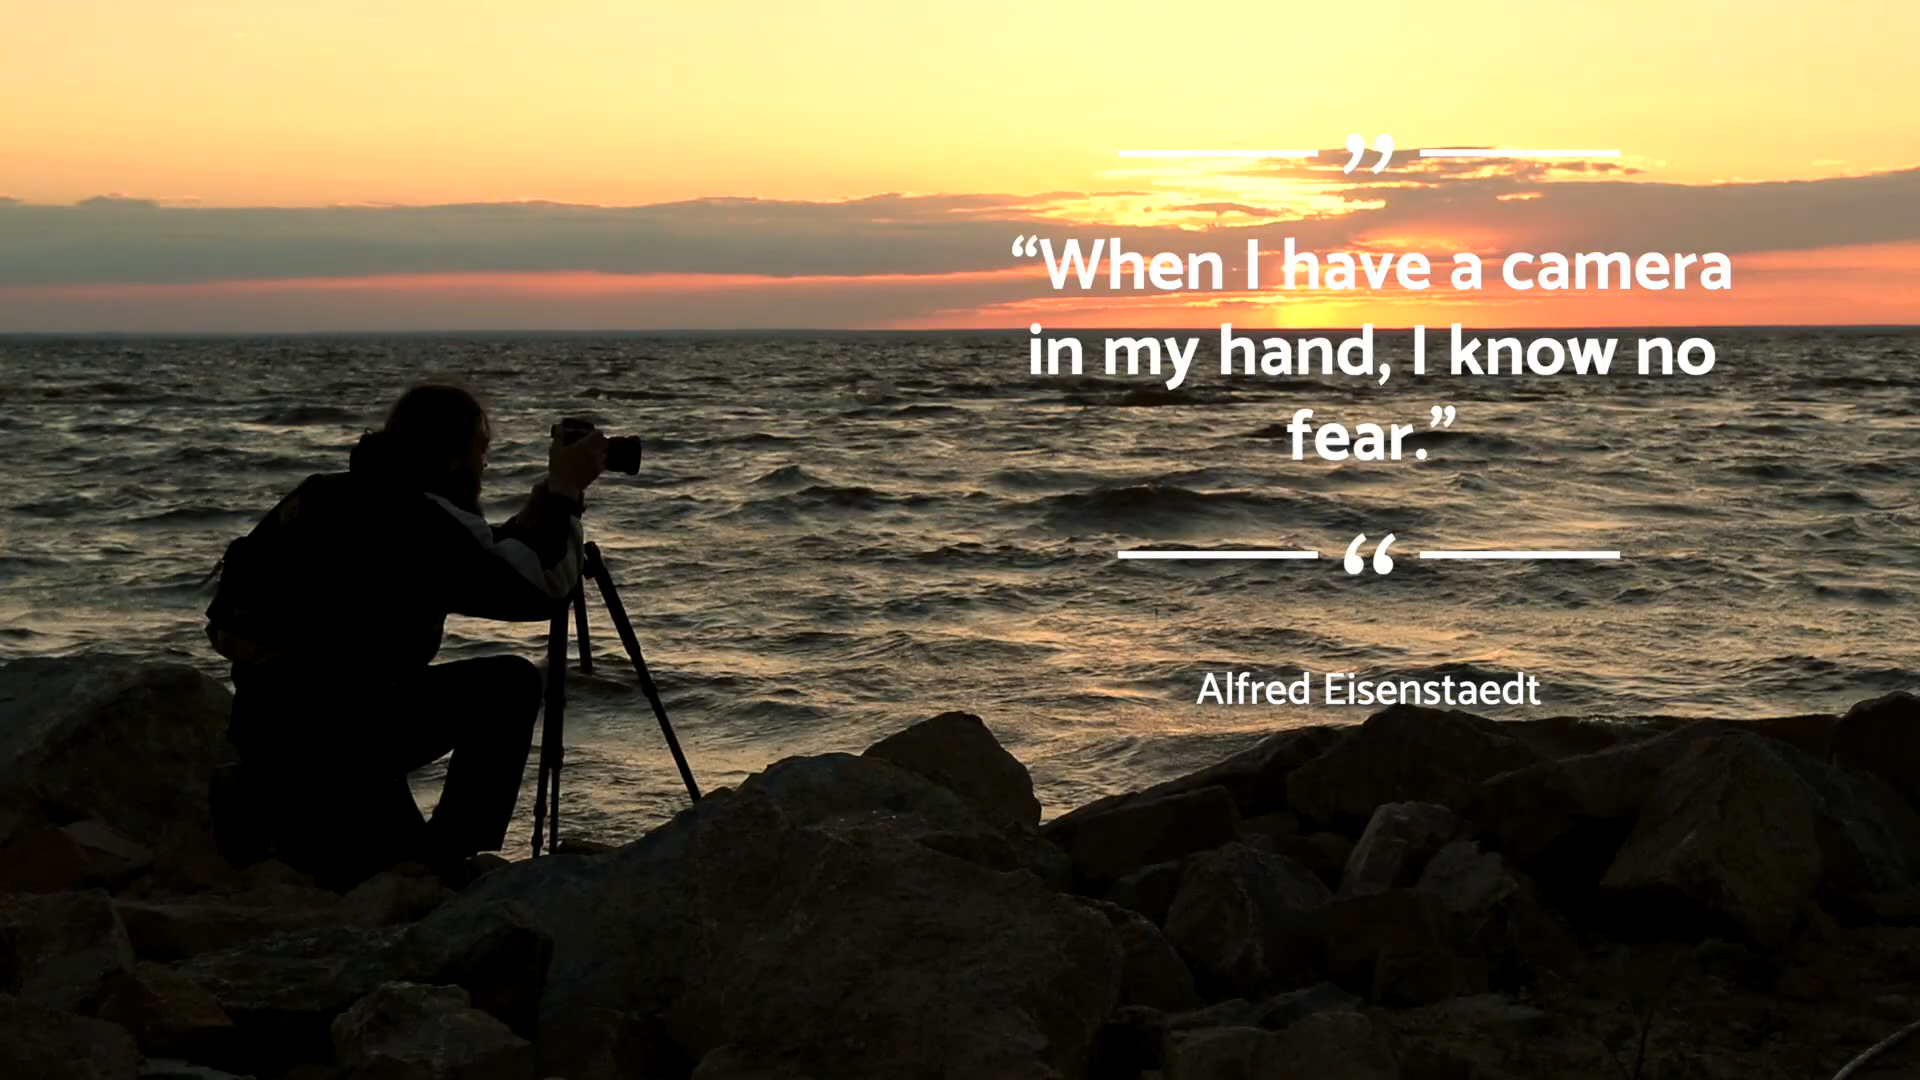 ”
“When I have a camera
in my hand, I know no
fear.”
“
Alfred Eisenstaedt